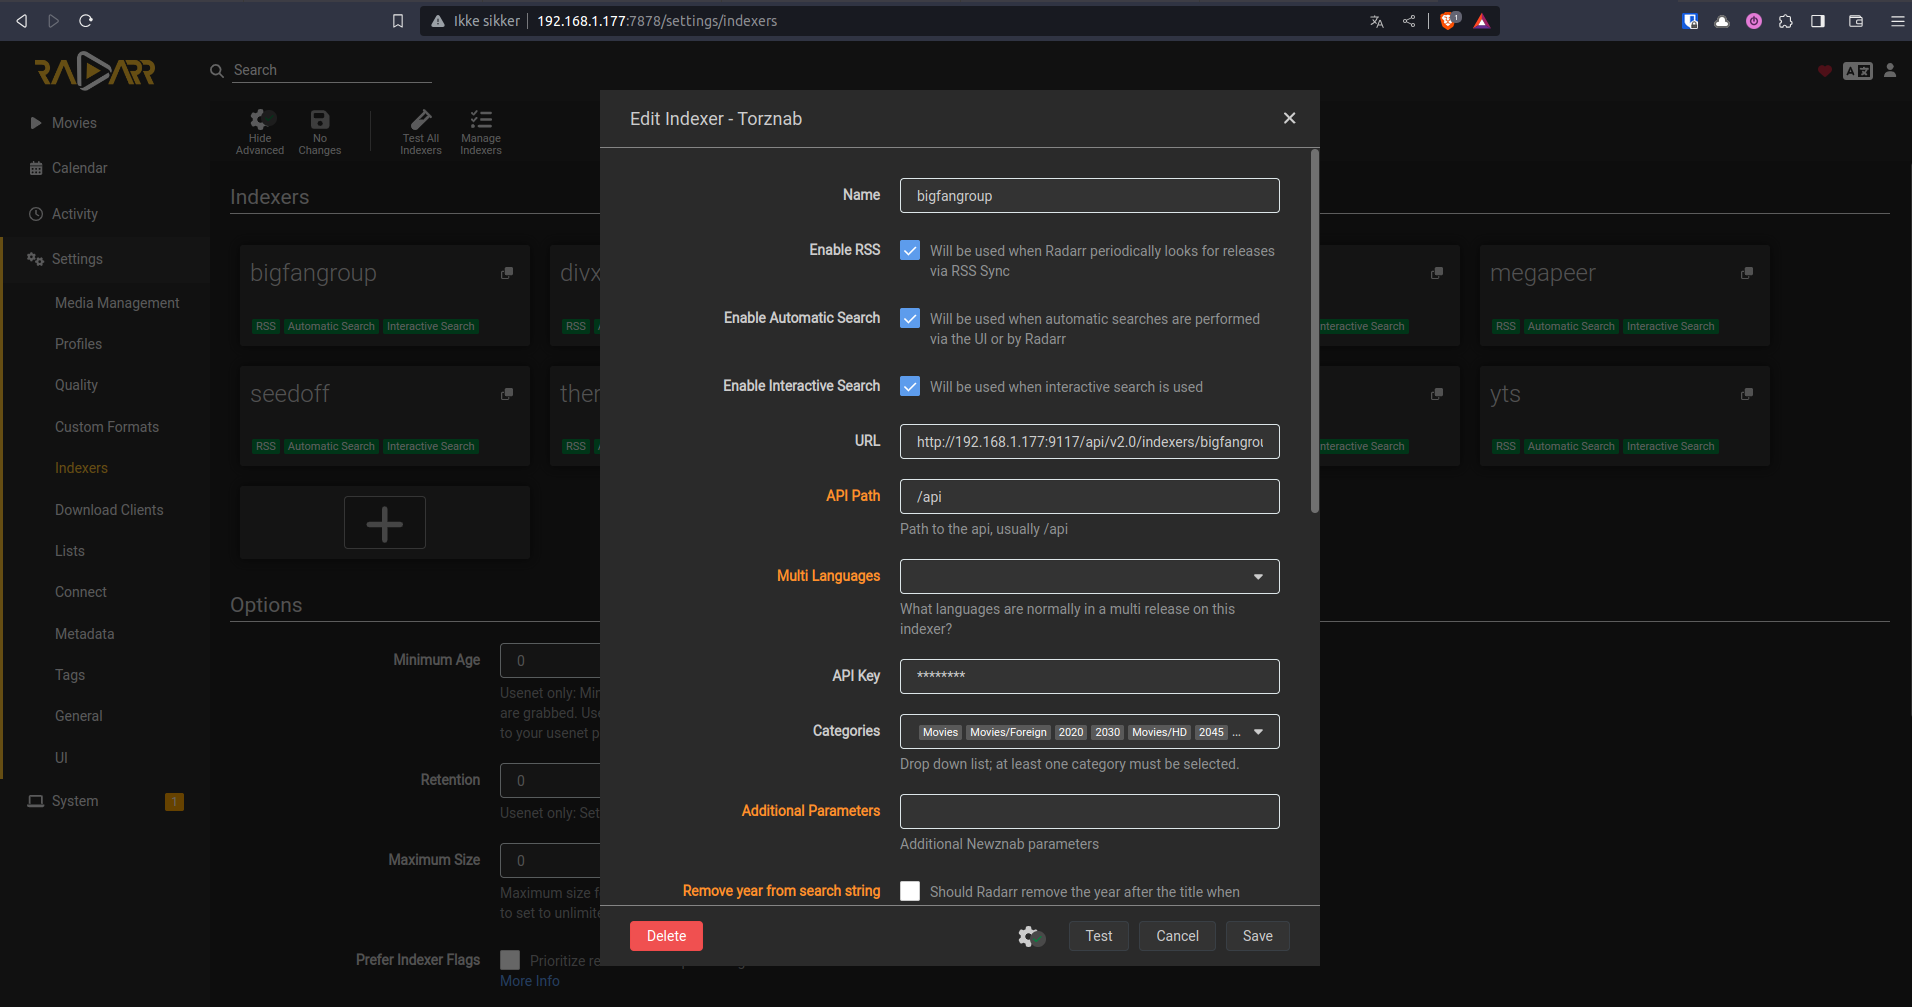 Ikke sikker 192.168.1.177:7878/settings/indexers
1
RADARR
Search
Movies
Calendar
Activity
Settings
Media Management
Profiles
Quality
Custom Formats
Indexers
Download Clients
Lists
Connect
Metadata
Tags
General
UI
System 1
Hide
Advanced
No
Changes
Test All
Indexers
Manage
Indexers
Indexers
bigfangroup
RSS Automatic Search Interactive Search
divx
RSS
Interactive Search
megapeer
RSS Automatic Search Interactive Search
seedoff
RSS Automatic Search Interactive Search
ther
RSS
Interactive Search
yts
RSS Automatic Search Interactive Search
Options
Minimum Age 0
Usenet only: Min
are grabbed. Use
to your usenet p
Retention 0
Usenet only: Set
Maximum Size 0
Maximum size f
to set to unlimite
Prefer Indexer Flags Prioritize re
More Info
Edit Indexer - Torznab
Name bigfangroup
Enable RSS Will be used when Radarr periodically looks for releases
via RSS Sync
Enable Automatic Search Will be used when automatic searches are performed
via the UI or by Radarr
Enable Interactive Search Will be used when interactive search is used
URL http://192.168.1.177:9117/api/v2.0/indexers/bigfangrou
API Path /api
Path to the api, usually /api
Multi Languages
What languages are normally in a multi release on this
indexer?
API Key ********
Categories Movies Movies/Foreign 2020 2030 Movies/HD 2045 ...
Drop down list; at least one category must be selected.
Additional Parameters
Additional Newznab parameters
Remove year from search string Should Radarr remove the year after the title when
Delete Test Cancel Save